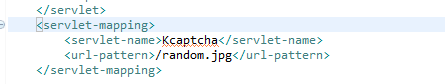 </servlet>
<servlet-mapping>
<servlet-name>Kcaptcha</servlet-name>
<url-pattern>/random.jpg</url-pattern>
</servlet-mapping>